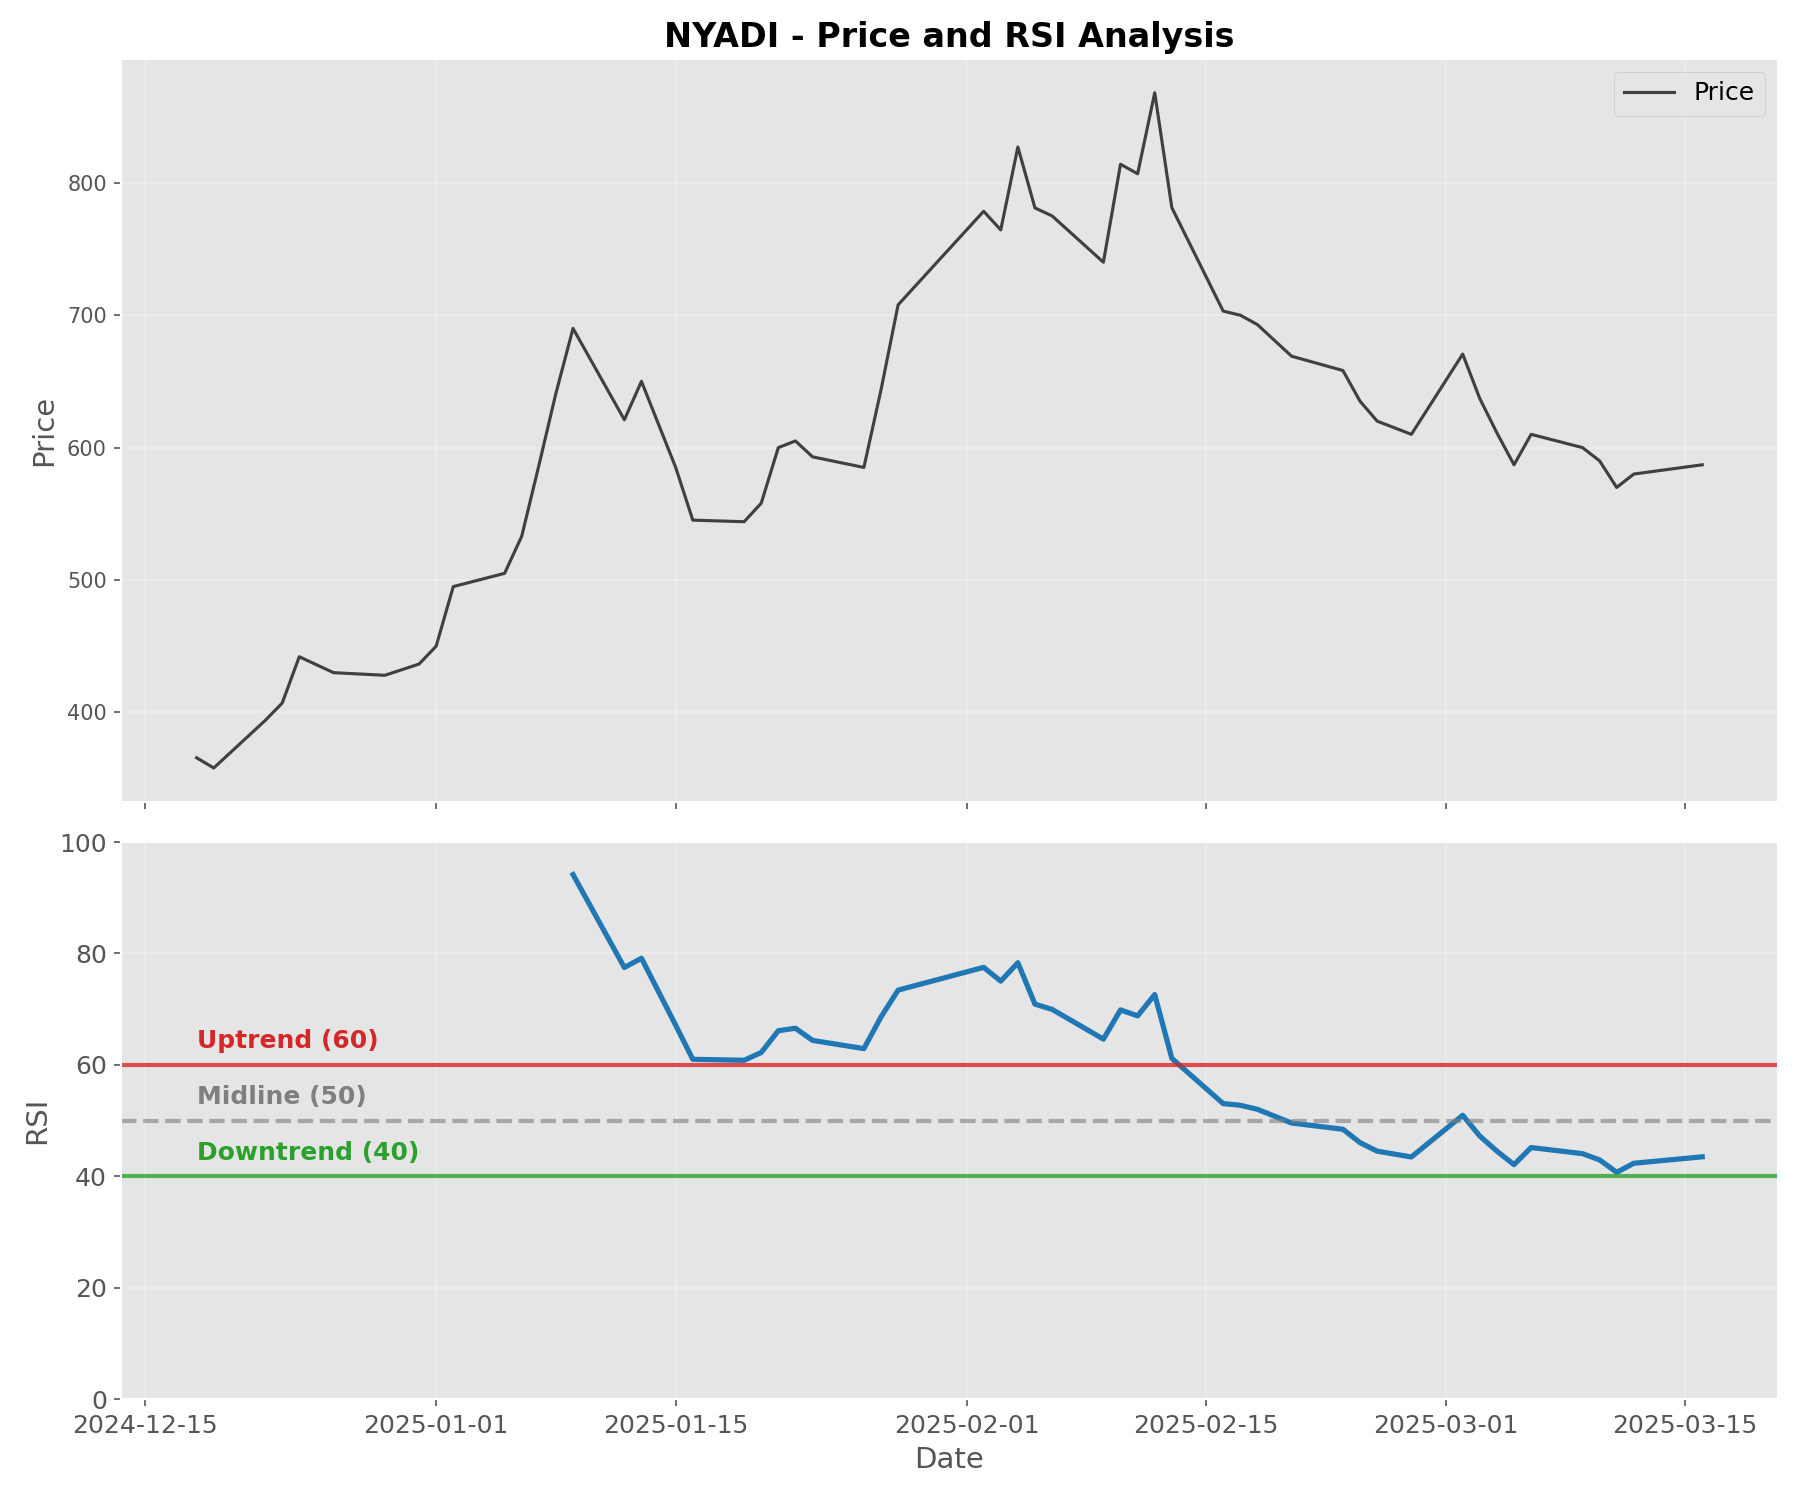 NYADI - Price and RSI Analysis
Price
800
700
600
500
400
Price
100
80
60
40
20
0
RSI
Uptrend (60)
Midline (50)
Downtrend (40)
2024-12-15 2025-01-01 2025-01-15 2025-02-01 2025-02-15 2025-03-01 2025-03-15
Date